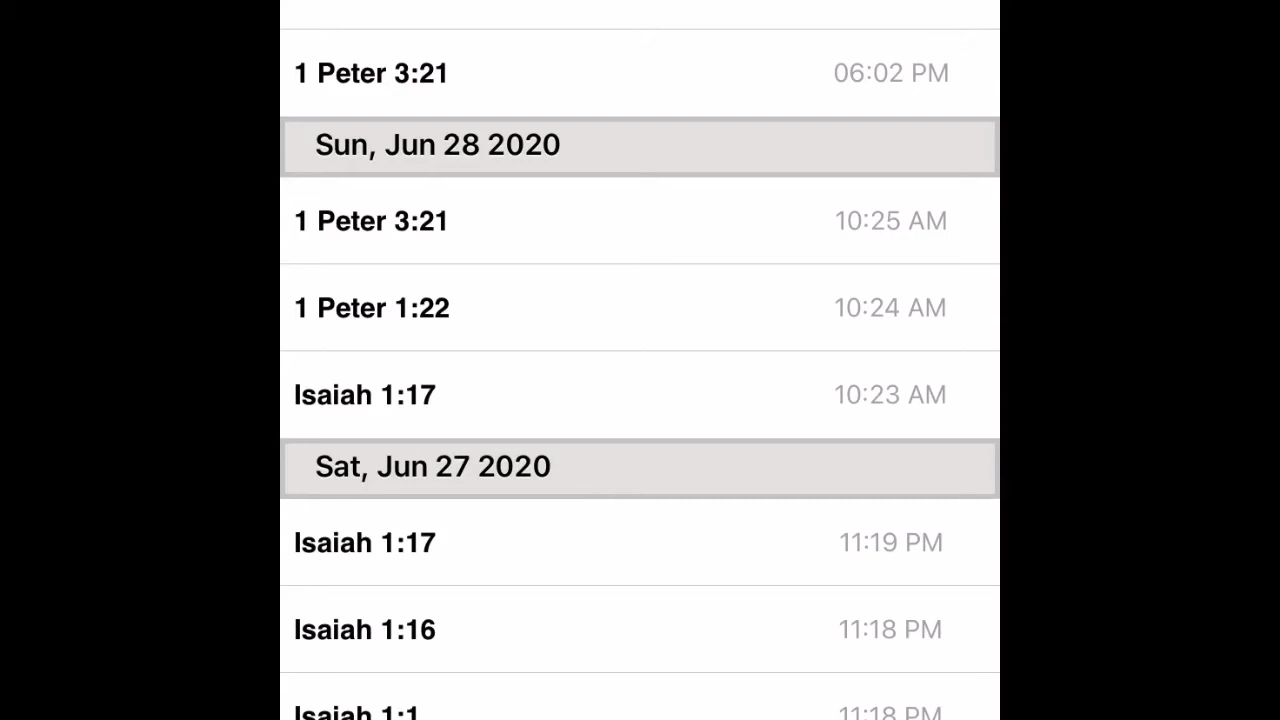 1 Peter 3:21 06:02 PM
Sun, Jun 28 2020
1 Peter 3:21 10:25 AM
1 Peter 1:22 10:24 AM
Isaiah 1:17 10:23 AM
Sat, Jun 27 2020
Isaiah 1:17 11:19 PM
Isaiah 1:16 11:18 PM
Isaiah 1:1 11:18 PM